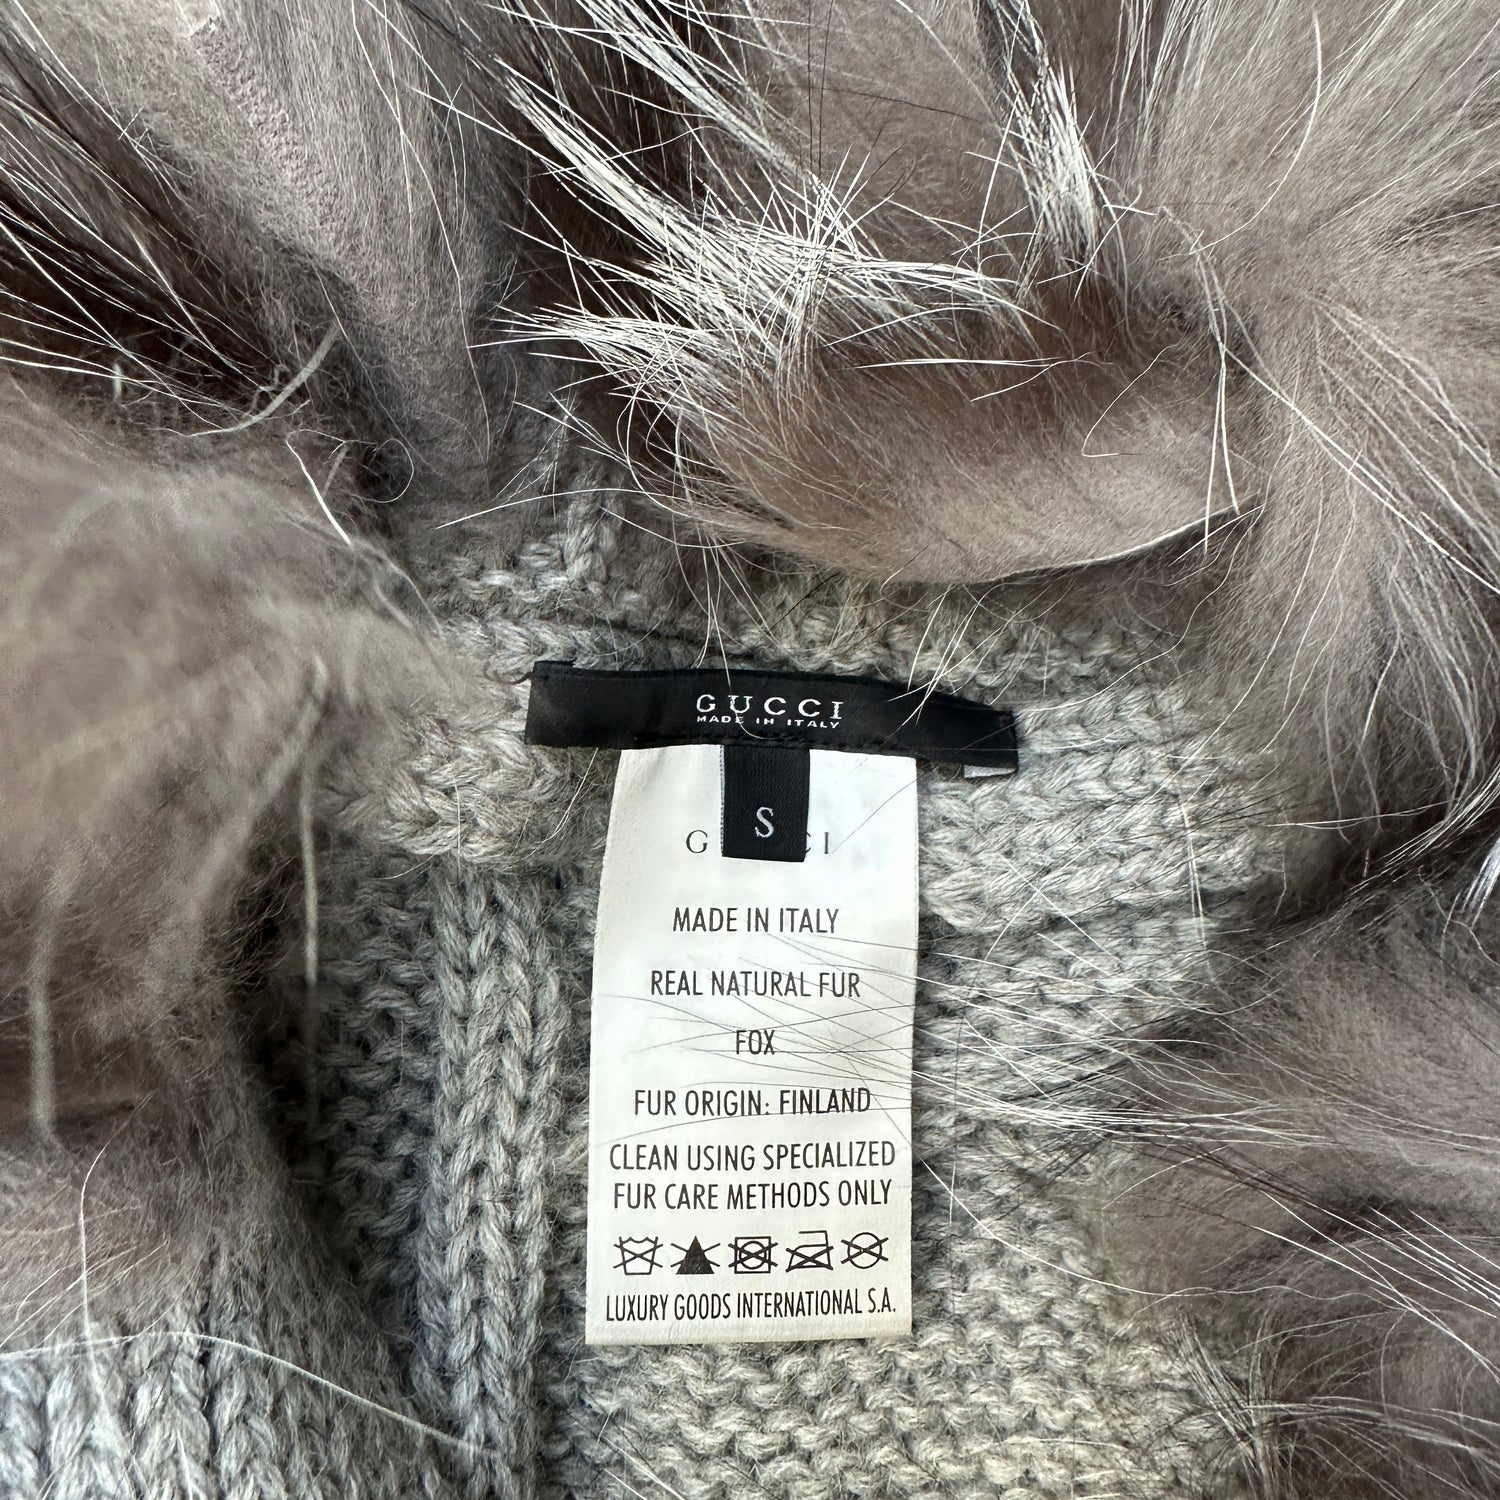 GUCCI
MADE IN ITALY
S
G CI
MADE IN ITALY
REAL NATURAL FUR
FOX
FUR ORIGIN: FINLAND
CLEAN USING SPECIALIZED
FUR CARE METHODS ONLY
LUXURY GOODS INTERNATIONAL S.A.